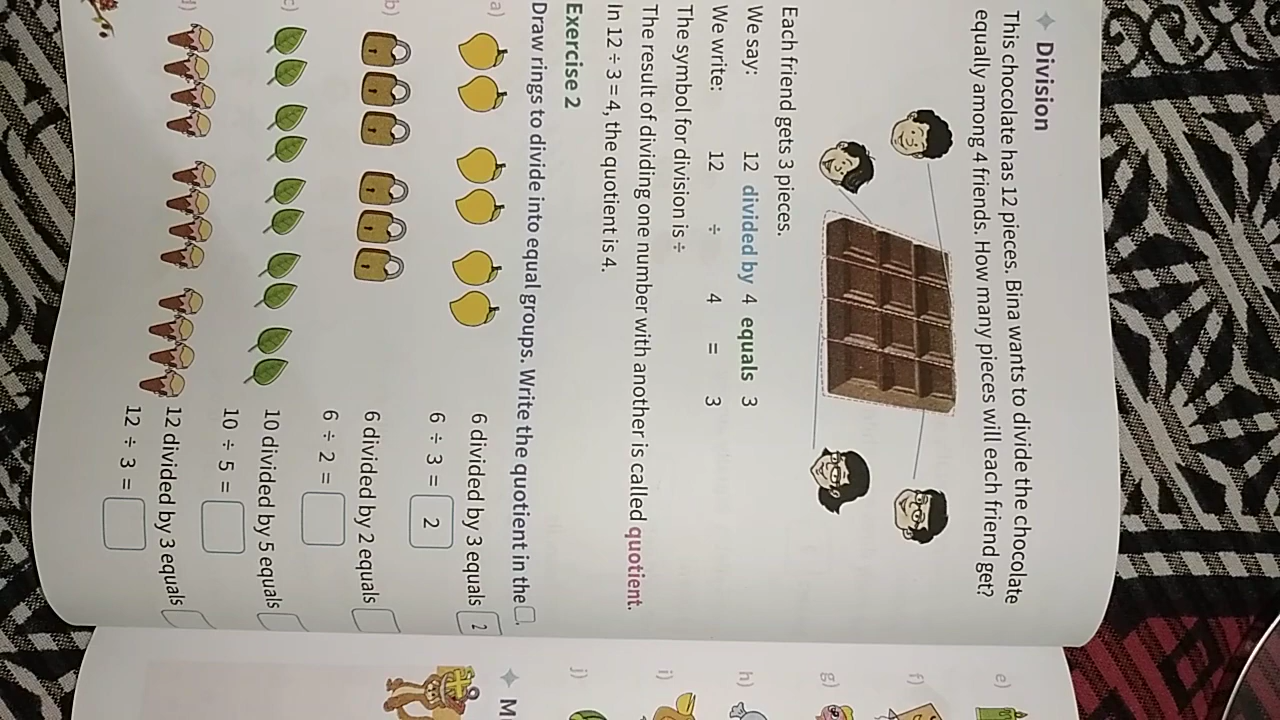 Division
This chocolate has 12 pieces. Bina wants to divide the chocolate
equally among 4 friends. How many pieces will each friend get?
Each friend gets 3 pieces.
We say: 12 divided by 4 equals 3
We write: 12 ÷ 4 = 3
The symbol for division is ÷
The result of dividing one number with another is called quotient.
In 12 ÷ 3 = 4, the quotient is 4.
Exercise 2
Draw rings to divide into equal groups. Write the quotient in the □.
a) 6 divided by 3 equals 2
6 ÷ 3 = 2
b) 6 divided by 2 equals
6 ÷ 2 =
c) 10 divided by 5 equals
10 ÷ 5 =
d) 12 divided by 3 equals
12 ÷ 3 =
e)
f)
g)
h)
i)
j)